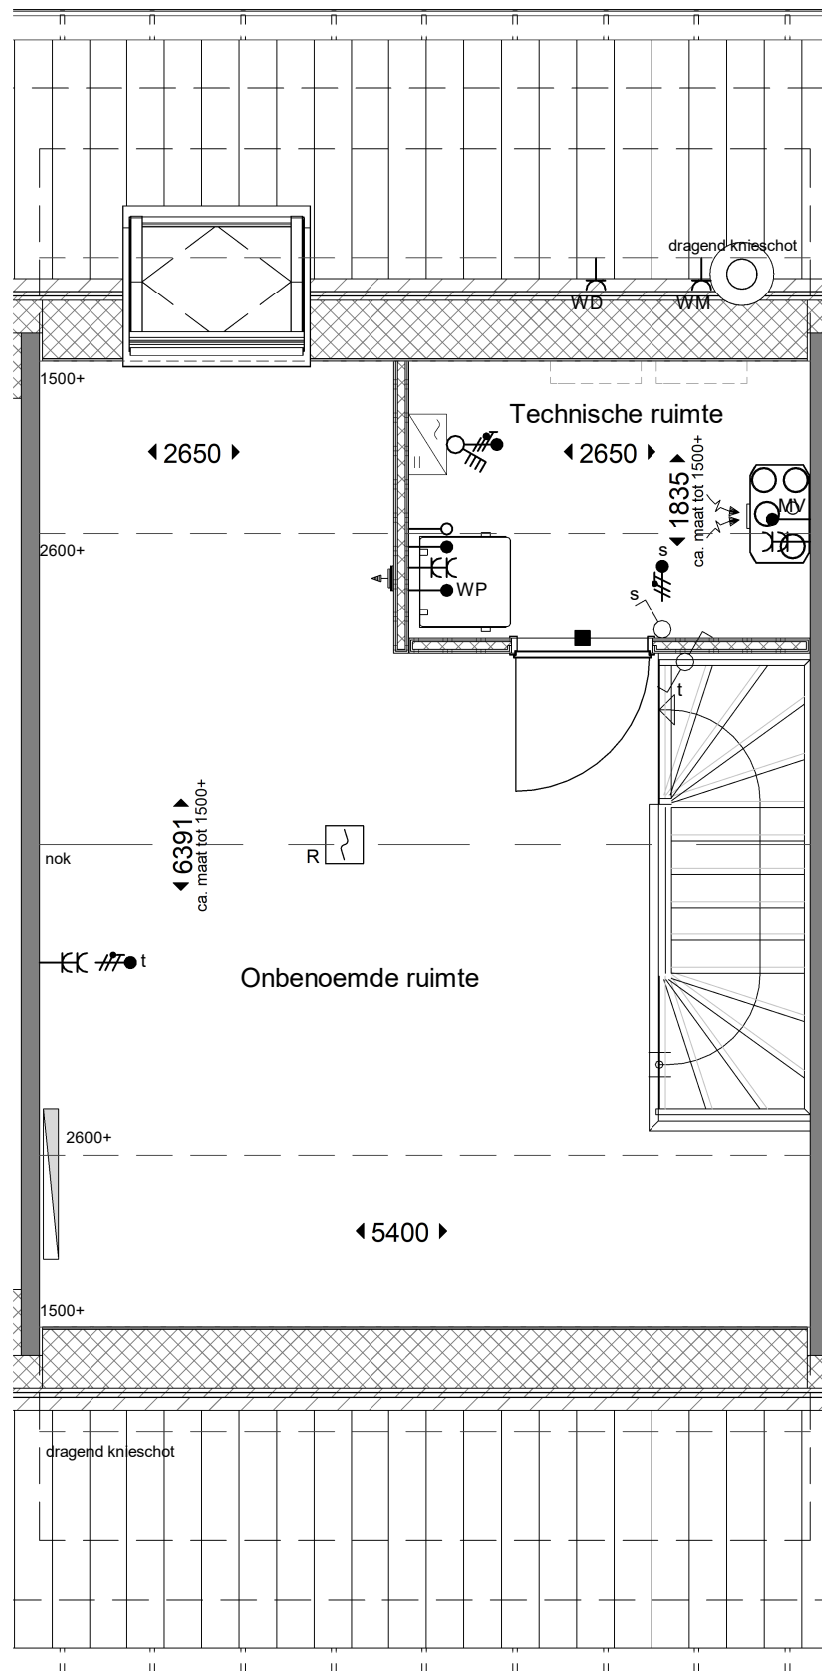 dragend knieschot
WD
WM
1500+
Technische ruimte
2650
2650
1835
ca. maat tot 1500+
MV
2600+
s
WP
s
t
6391
ca. maat tot 1500+
nok
R
t
Onbenoemde ruimte
2600+
5400
1500+
dragend knieschot